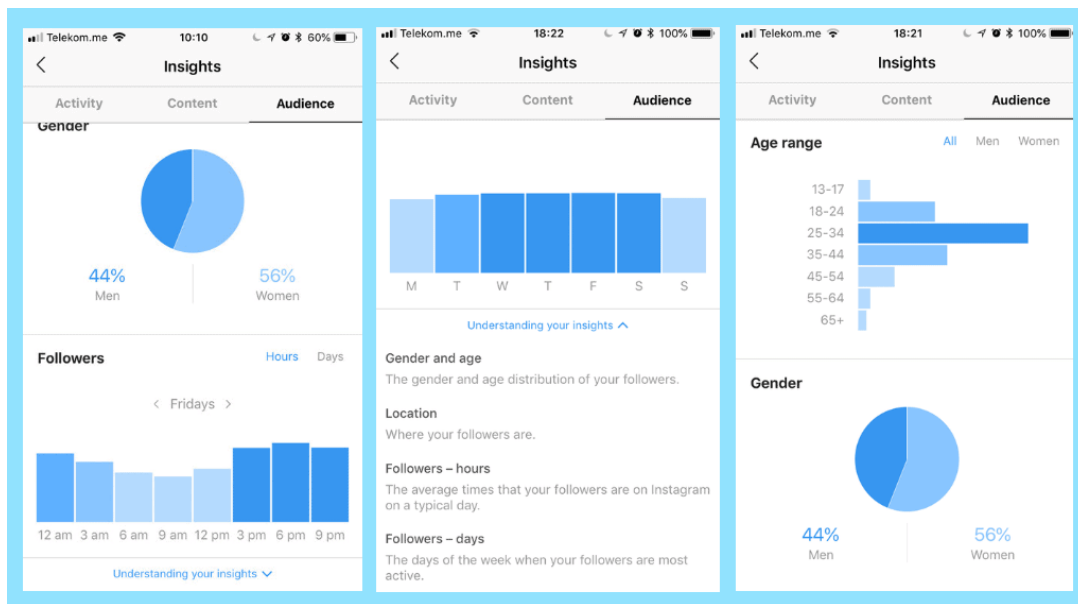 Telekom.me 10:10 60%
Insights
Activity Content Audience
Gender
44% 56%
Men Women
Followers Hours Days
< Fridays >
12 am 3 am 6 am 9 am 12 pm 3 pm 6 pm 9 pm
Understanding your insights
Telekom.me 18:22 100%
Insights
Activity Content Audience
M T W T F S S
Understanding your insights
Gender and age
The gender and age distribution of your followers.
Location
Where your followers are.
Followers – hours
The average times that your followers are on Instagram
on a typical day.
Followers – days
The days of the week when your followers are most
active.
Telekom.me 18:21 100%
Insights
Activity Content Audience
Age range All Men Women
13-17
18-24
25-34
35-44
45-54
55-64
65+
Gender
44% 56%
Men Women